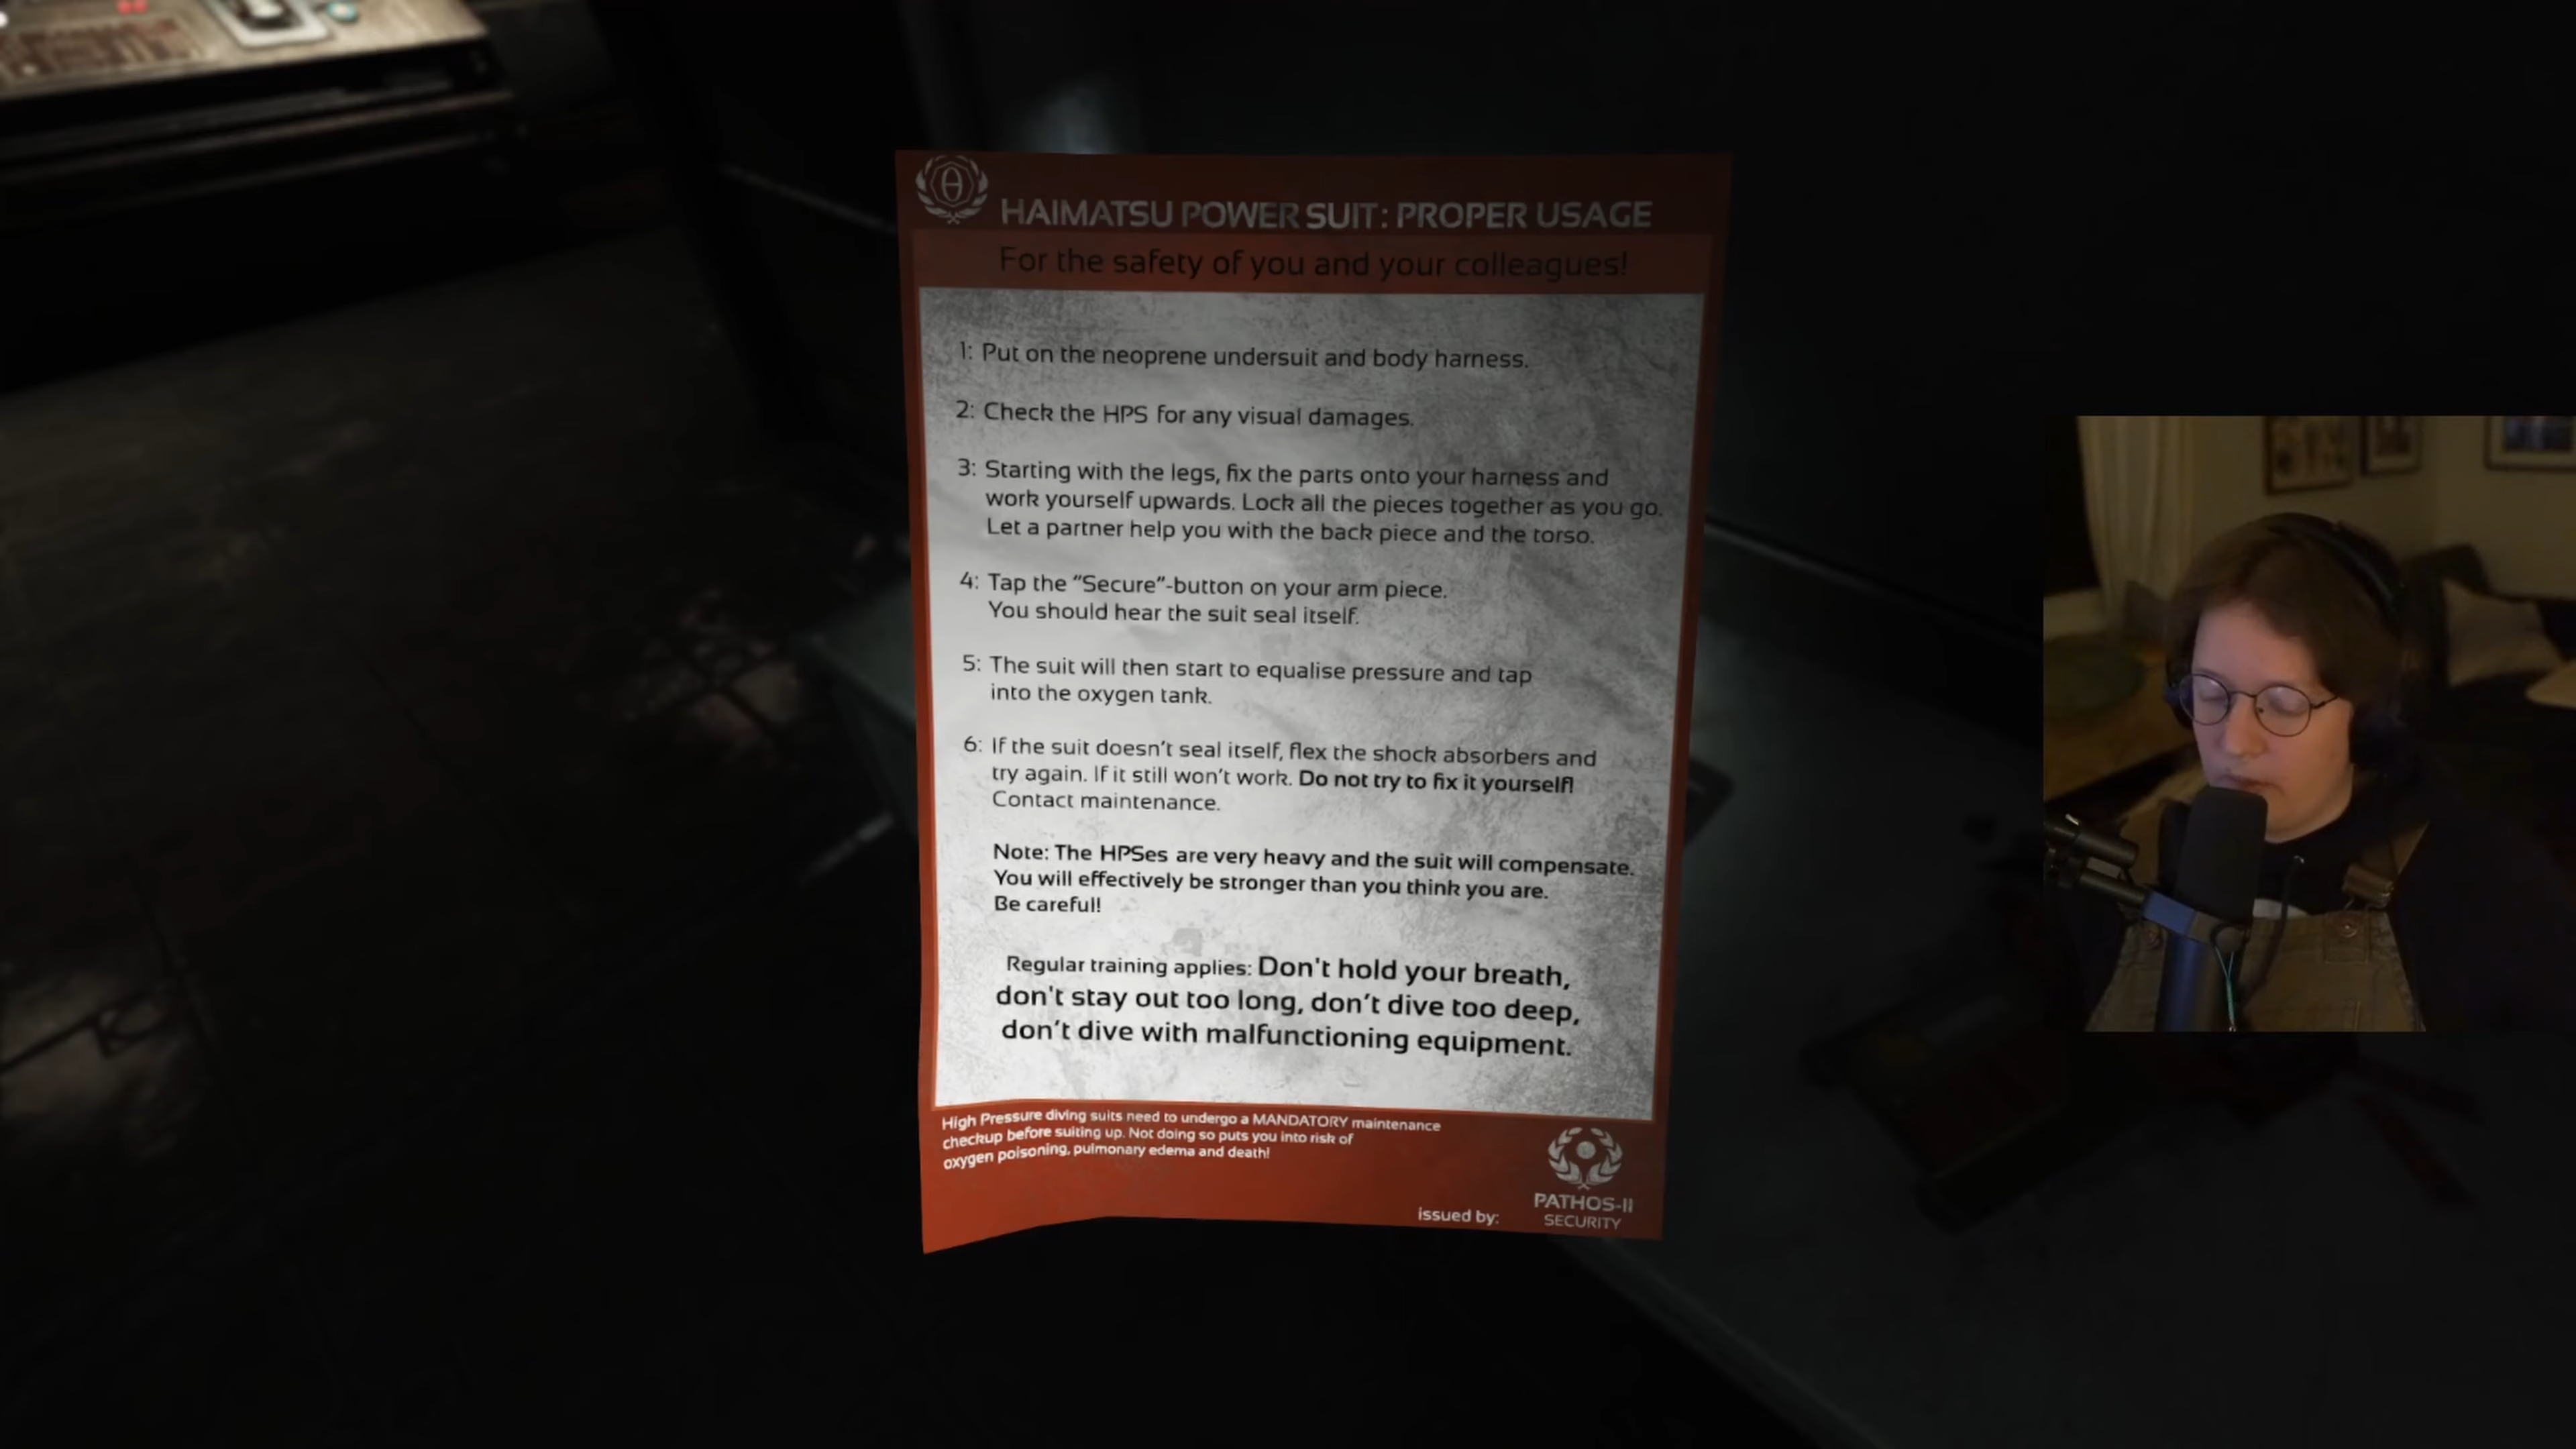 HAIMATSU POWER SUIT: PROPER USAGE
For the safety of you and your colleagues!
1: Put on the neoprene undersuit and body harness.
2: Check the HPS for any visual damages.
3: Starting with the legs, fix the parts onto your harness and
work yourself upwards. Lock all the pieces together as you go.
Let a partner help you with the back piece and the torso.
4: Tap the “Secure”-button on your arm piece.
You should hear the suit seal itself.
5: The suit will then start to equalise pressure and tap
into the oxygen tank.
6: If the suit doesn’t seal itself, flex the shock absorbers and
try again. If it still won’t work. Do not try to fix it yourself!
Contact maintenance.
Note: The HPSes are very heavy and the suit will compensate.
You will effectively be stronger than you think you are.
Be careful!
Regular training applies: Don't hold your breath,
don't stay out too long, don’t dive too deep,
don’t dive with malfunctioning equipment.
High Pressure diving suits need to undergo a MANDATORY maintenance
checkup before suiting up. Not doing so puts you into risk of
oxygen poisoning, pulmonary edema and death!
issued by:
PATHOS-II
SECURITY